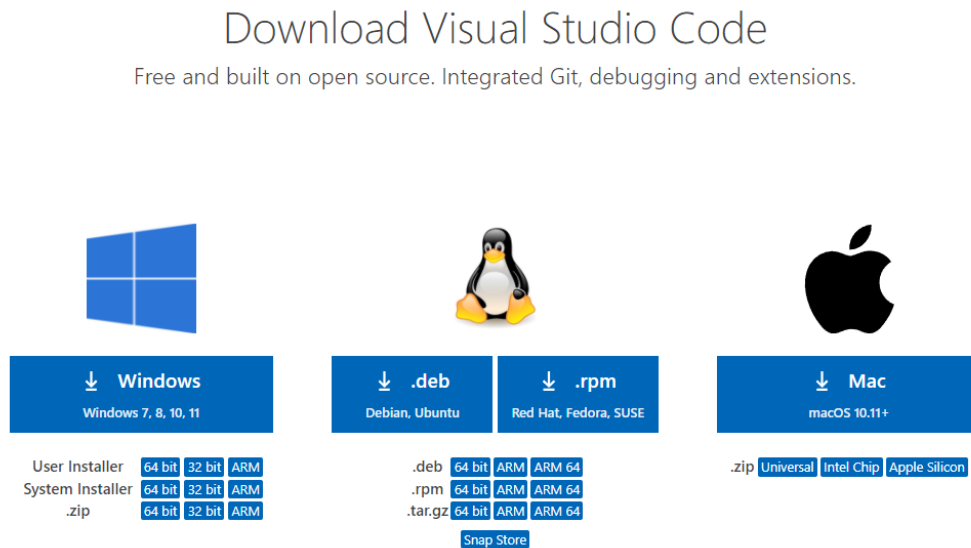 Download Visual Studio Code
Free and built on open source. Integrated Git, debugging and extensions.
Windows
Windows 7, 8, 10, 11
User Installer 64 bit 32 bit ARM
System Installer 64 bit 32 bit ARM
.zip 64 bit 32 bit ARM
.deb
Debian, Ubuntu
.rpm
Red Hat, Fedora, SUSE
.deb 64 bit ARM ARM 64
.rpm 64 bit ARM ARM 64
.tar.gz 64 bit ARM ARM 64
Snap Store
Mac
macOS 10.11+
.zip Universal Intel Chip Apple Silicon